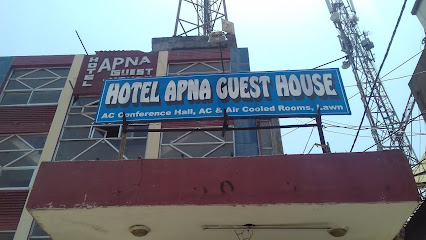 HOTEL
APNA
GUEST
HOTEL APNA GUEST HOUSE
AC Conference Hall, AC & Air Cooled Rooms, Lawn